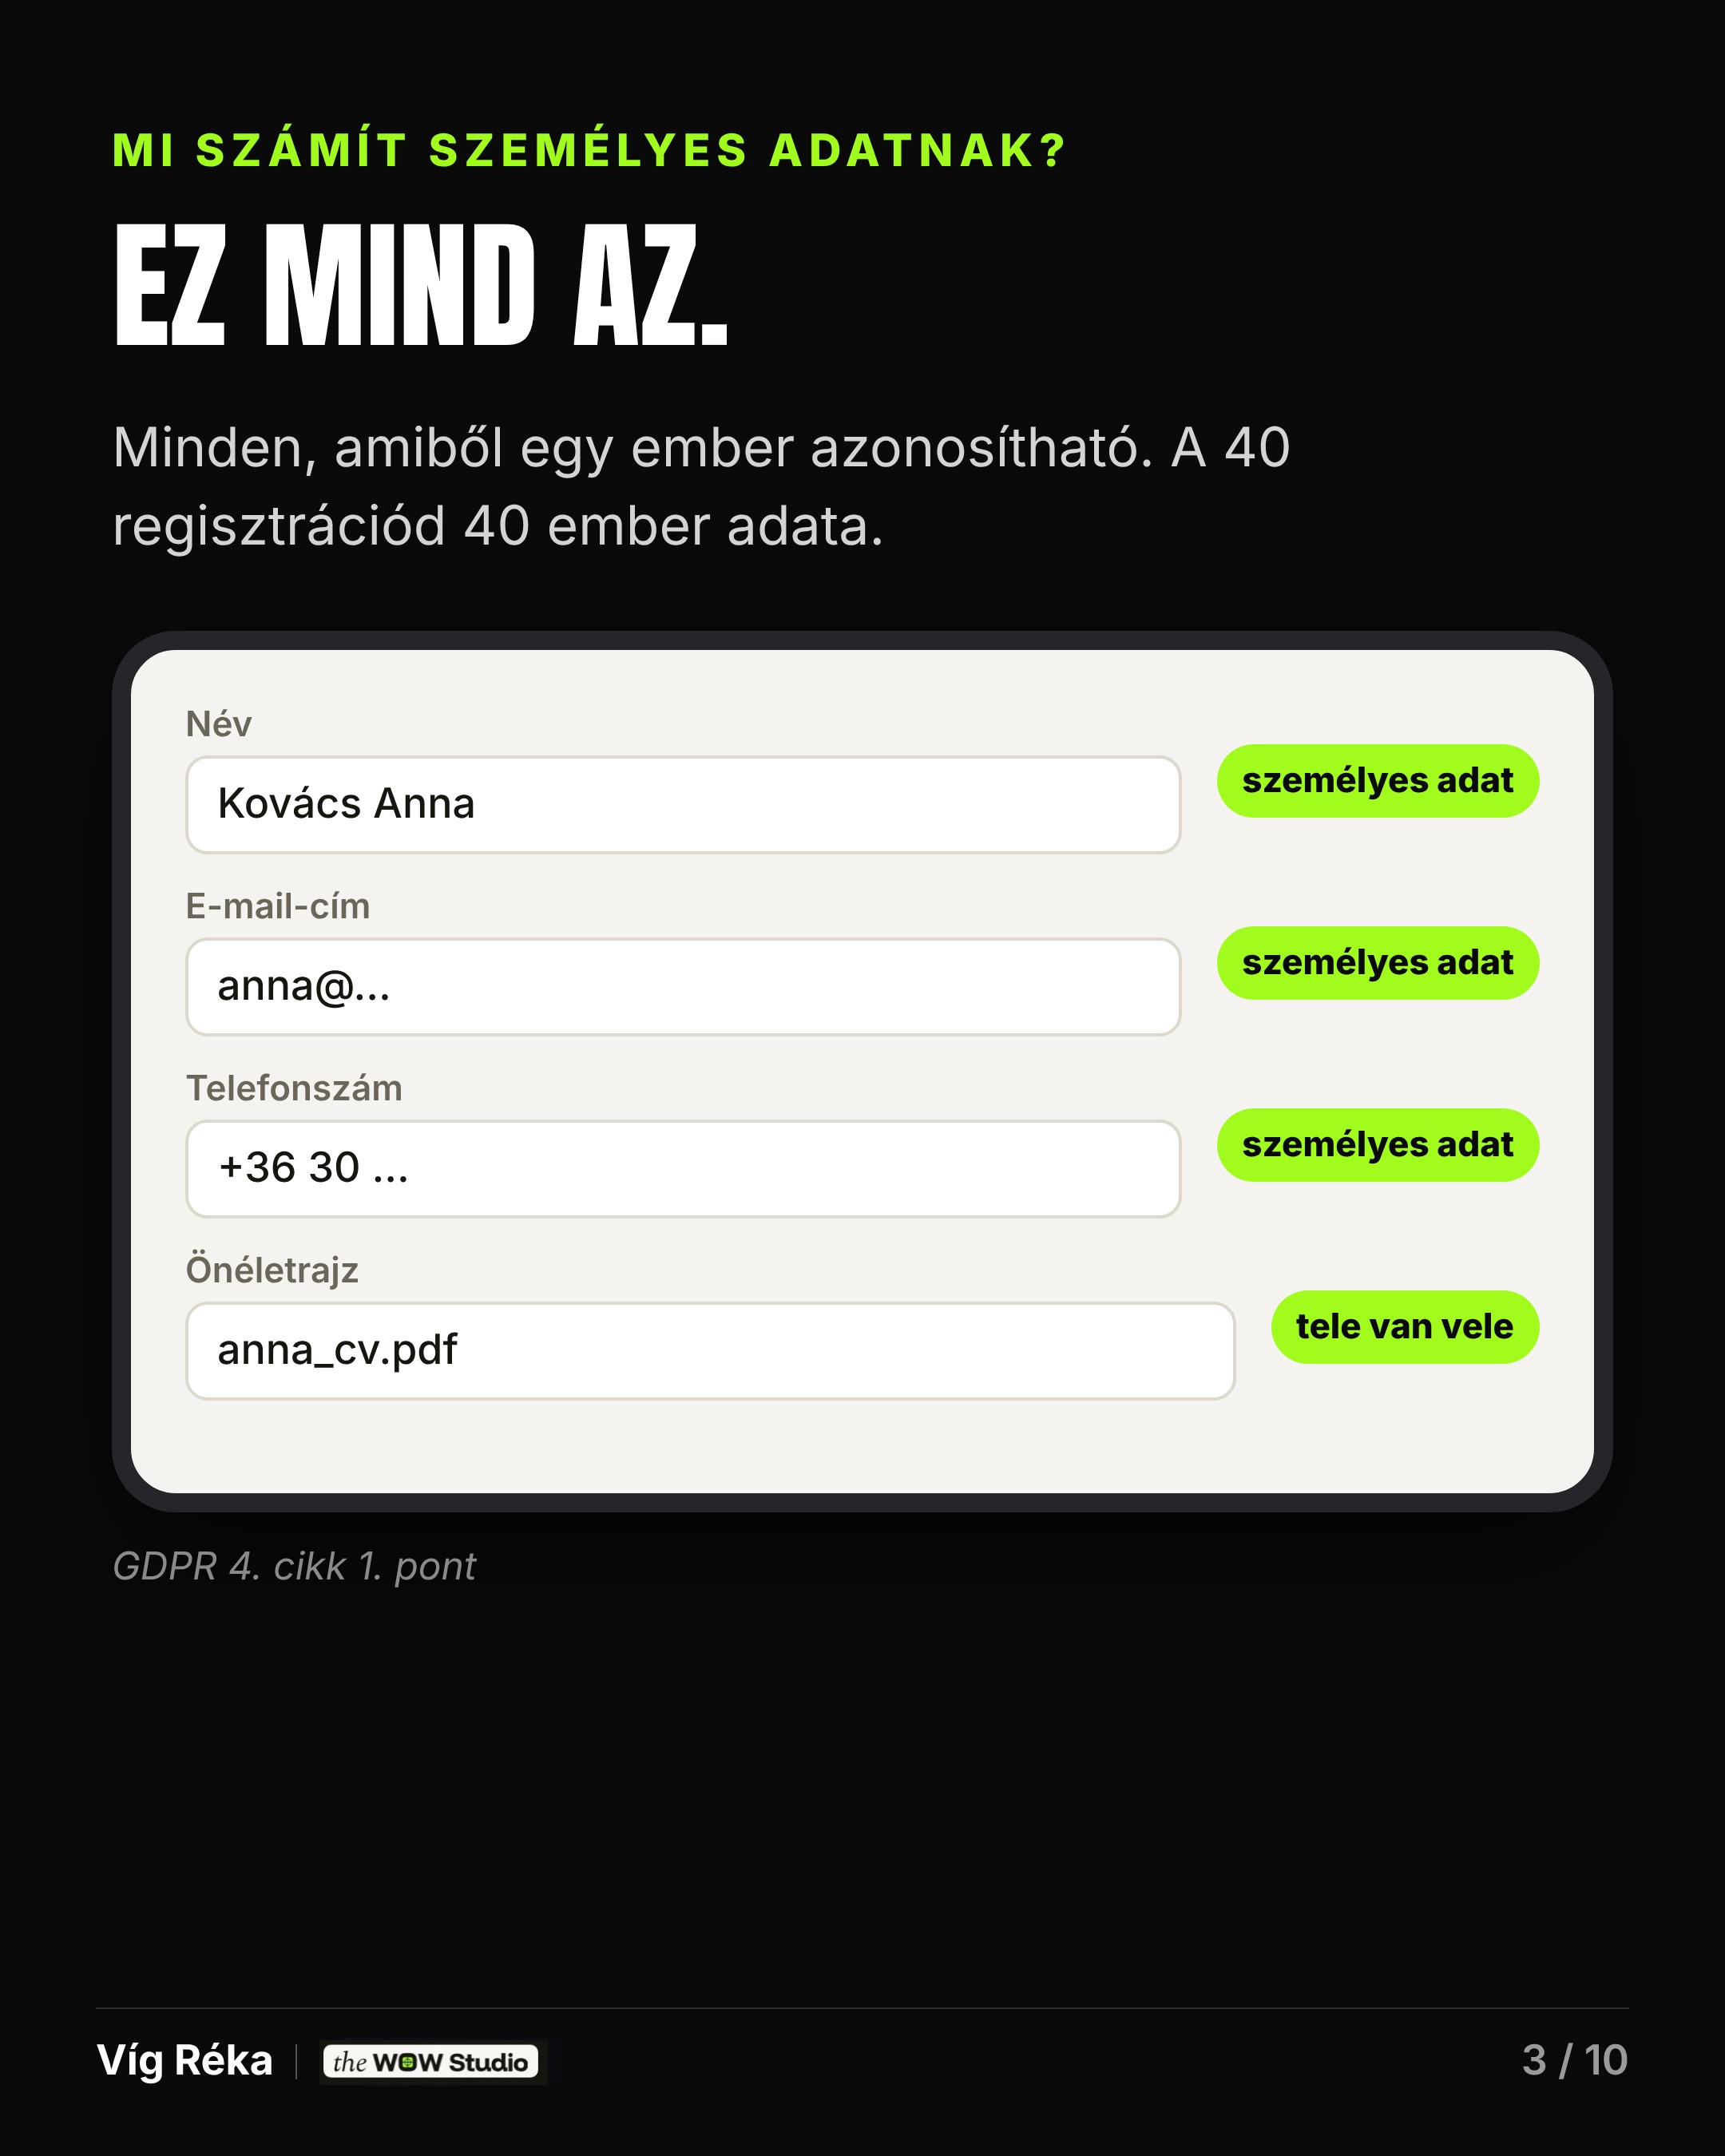 MI SZÁMÍT SZEMÉLYES ADATNAK?
EZ MIND AZ.
Minden, amiből egy ember azonosítható. A 40
regisztrációd 40 ember adata.
Név
Kovács Anna
személyes adat
E-mail-cím
anna@...
személyes adat
Telefonszám
+36 30 ...
személyes adat
Önéletrajz
anna_cv.pdf
tele van vele
GDPR 4. cikk 1. pont
Víg Réka
the WOW Studio
3 / 10